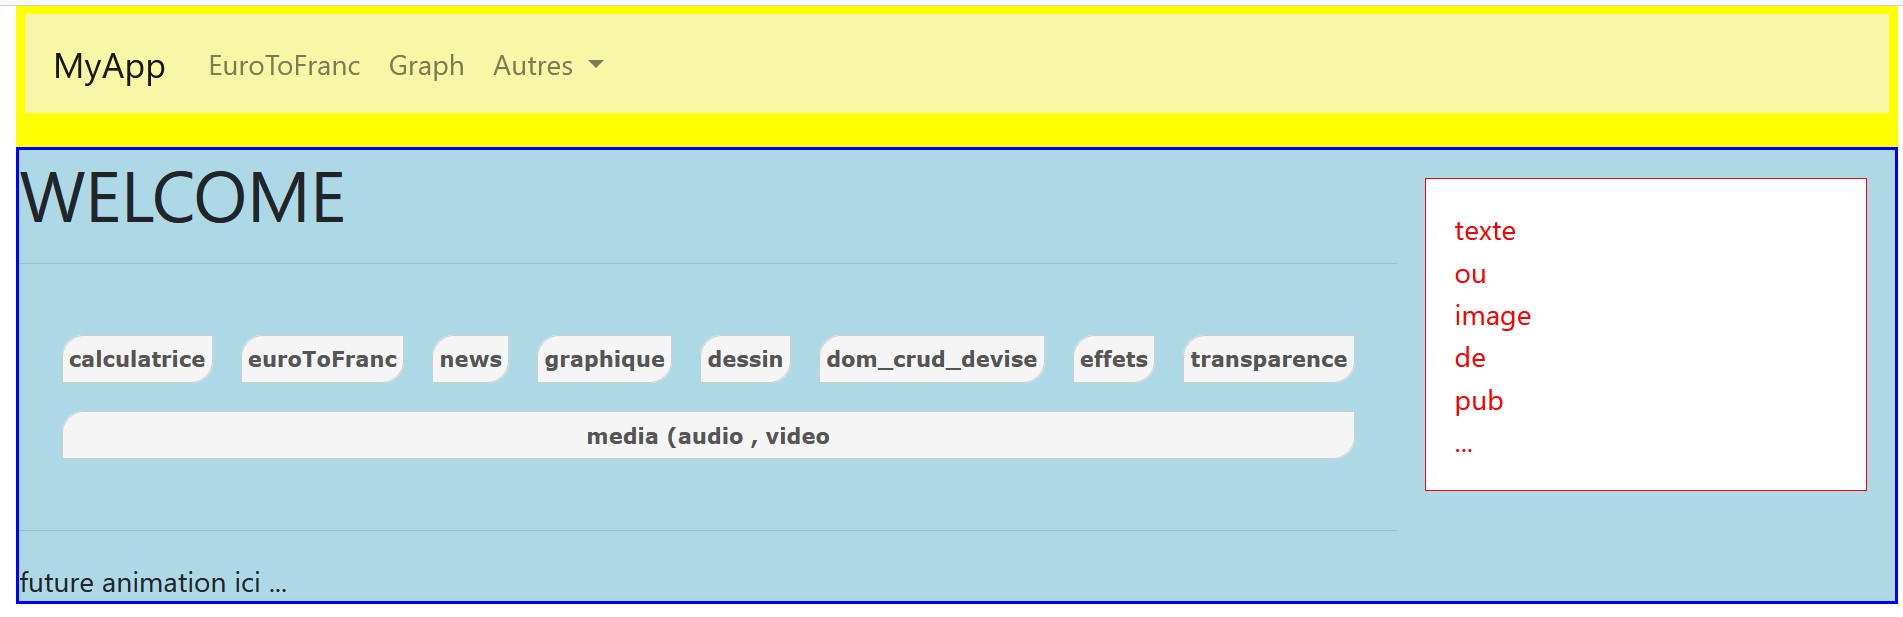 MyApp EuroToFranc Graph Autres
WELCOME
calculatrice euroToFranc news graphique dessin dom_crud_devise effets transparence
media (audio , video
future animation ici ...
texte
ou
image
de
pub
...